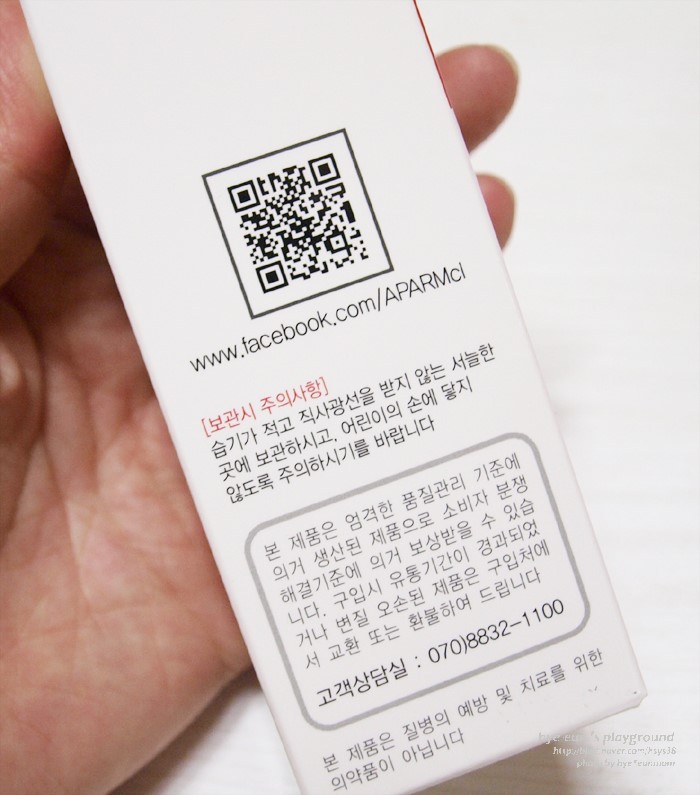 www.facebook.com/APARMcl
[보관시 주의사항]
습기가 적고 직사광선을 받지 않는 서늘한
곳에 보관하시고, 어린이의 손에 닿지
않도록 주의하시기를 바랍니다
본 제품은 엄격한 품질관리 기준에
의거 생산된 제품으로 소비자 분쟁
해결기준에 의거 보상받을 수 있습
니다. 구입시 유통기간이 경과되었
거나 변질 오손된 제품은 구입처에
서 교환 또는 환불하여 드립니다
고객상담실 : 070)8832-1100
본 제품은 질병의 예방 및 치료를 위한
의약품이 아닙니다
playground
photo by